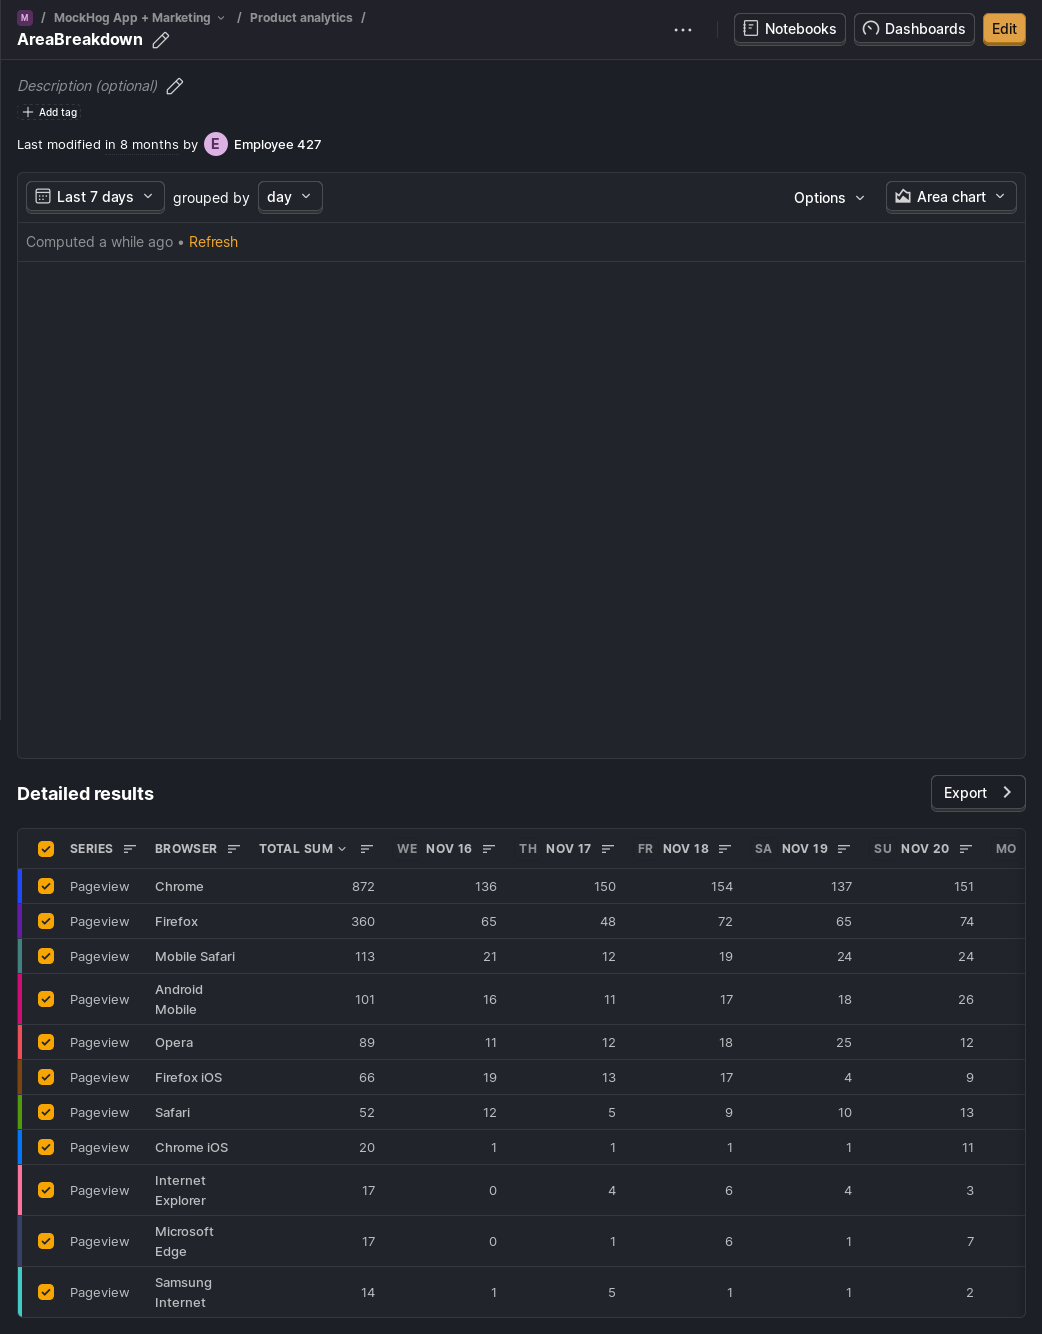 M / MockHog App + Marketing / Product analytics /
AreaBreakdown
Notebooks Dashboards Edit
Description (optional)
Add tag
Last modified in 8 months by E Employee 427
Last 7 days grouped by day Options Area chart
Computed a while ago • Refresh
Detailed results
Export
SERIES BROWSER TOTAL SUM WE NOV 16 TH NOV 17 FR NOV 18 SA NOV 19 SU NOV 20 MO
Pageview Chrome 872 136 150 154 137 151
Pageview Firefox 360 65 48 72 65 74
Pageview Mobile Safari 113 21 12 19 24 24
Pageview Android Mobile 101 16 11 17 18 26
Pageview Opera 89 11 12 18 25 12
Pageview Firefox iOS 66 19 13 17 4 9
Pageview Safari 52 12 5 9 10 13
Pageview Chrome iOS 20 1 1 1 1 11
Pageview Internet Explorer 17 0 4 6 4 3
Pageview Microsoft Edge 17 0 1 6 1 7
Pageview Samsung Internet 14 1 5 1 1 2